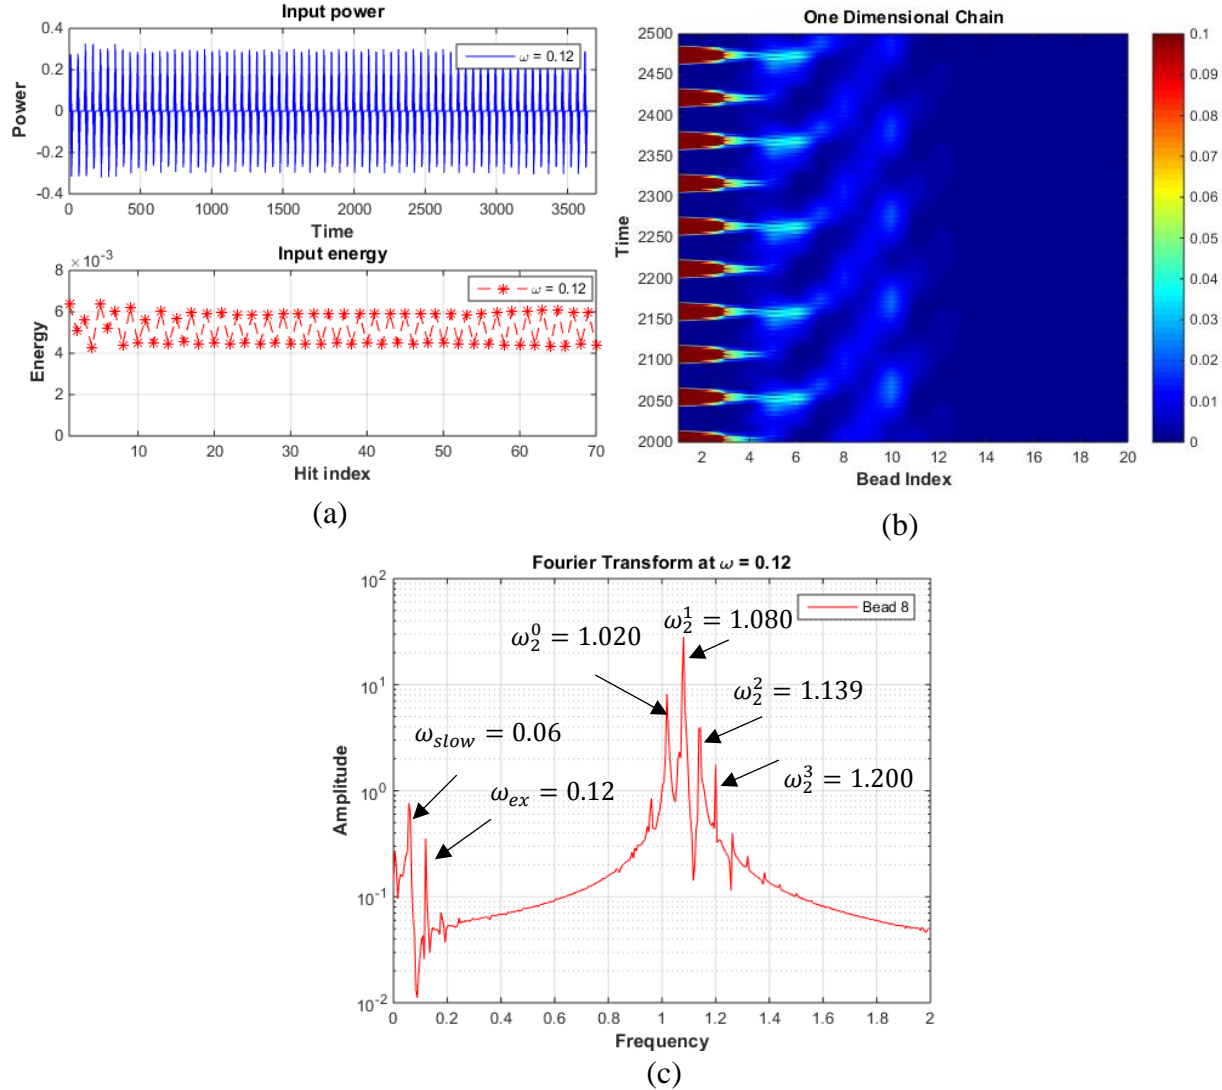 Input power
Power
0.4
0.2
0
-0.2
-0.4
ω = 0.12
0 500 1000 1500 2000 2500 3000 3500
Time
Input energy
× 10⁻³
Energy
8
6
4
2
0
ω = 0.12
10 20 30 40 50 60 70
Hit index
(a)
One Dimensional Chain
Time
2500
2450
2400
2350
2300
2250
2200
2150
2100
2050
2000
2 4 6 8 10 12 14 16 18 20
Bead Index
0.1
0.09
0.08
0.07
0.06
0.05
0.04
0.03
0.02
0.01
0
(b)
Fourier Transform at ω = 0.12
Amplitude
10²
10¹
10⁰
10⁻¹
10⁻²
Bead 8
ω₂⁰ = 1.020
ω₂¹ = 1.080
ω₂² = 1.139
ω₂³ = 1.200
ω_slow = 0.06
ω_ex = 0.12
0 0.2 0.4 0.6 0.8 1 1.2 1.4 1.6 1.8 2
Frequency
(c)